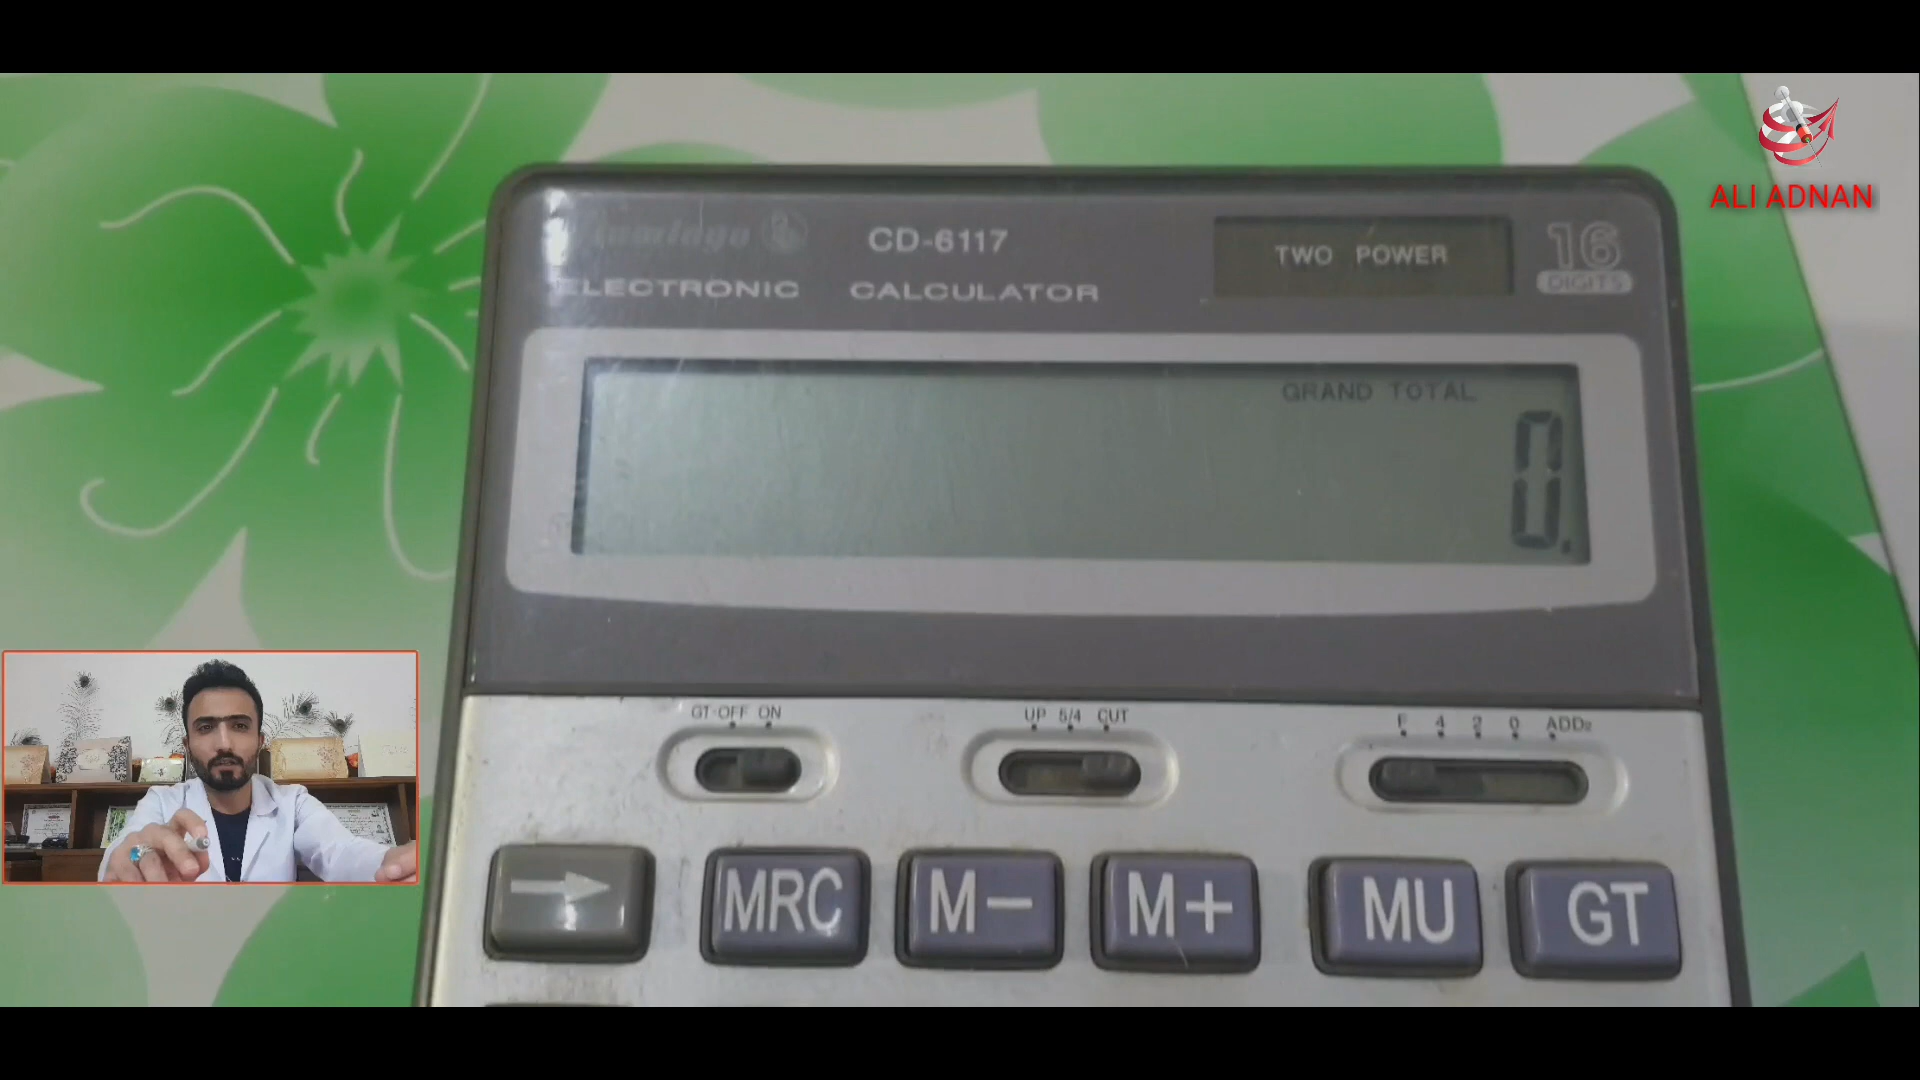 ALI ADNAN
CD-6117
TWO POWER
16
DIGITS
ELECTRONIC CALCULATOR
GRAND TOTAL
0.
GT-OFF ON
UP 5/4 CUT
F 4 2 0 ADD2
→ MRC M− M+ MU GT